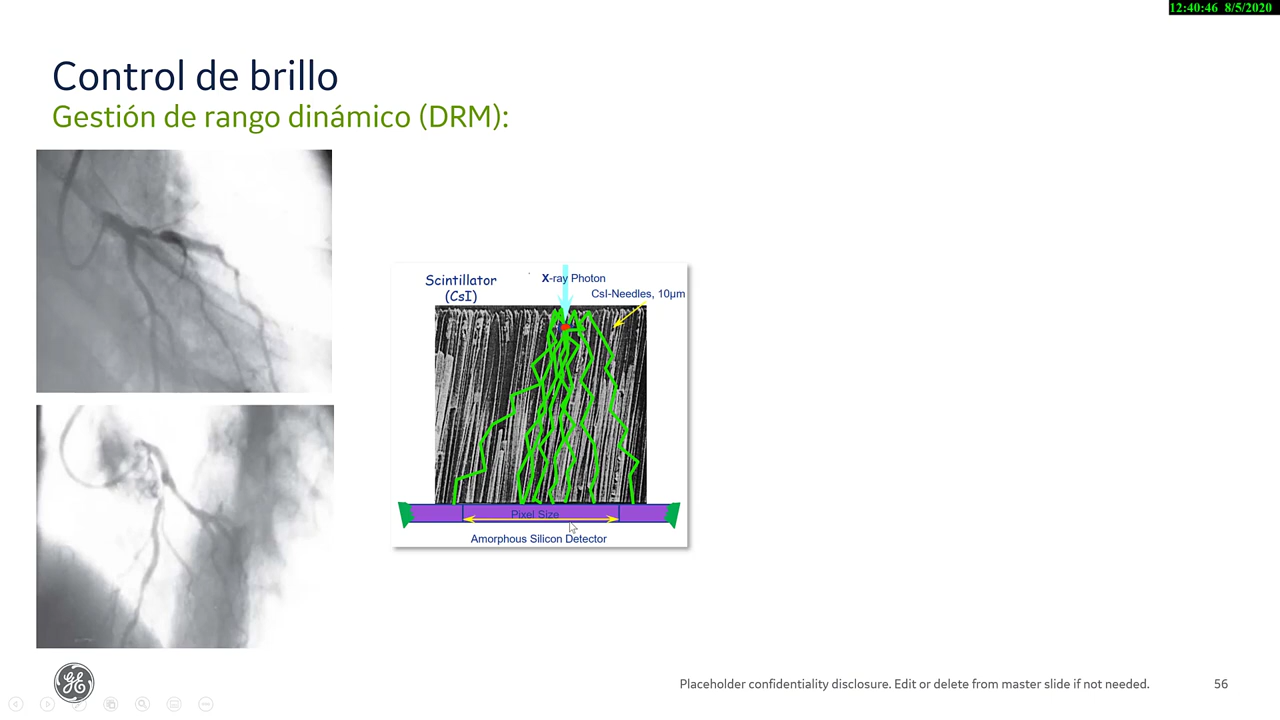 12:40:46 8/5/2020
Control de brillo
Gestión de rango dinámico (DRM):
Scintillator
(CsI)
X-ray Photon
CsI-Needles, 10µm
Pixel Size
Amorphous Silicon Detector
GE
Placeholder confidentiality disclosure. Edit or delete from master slide if not needed.
56